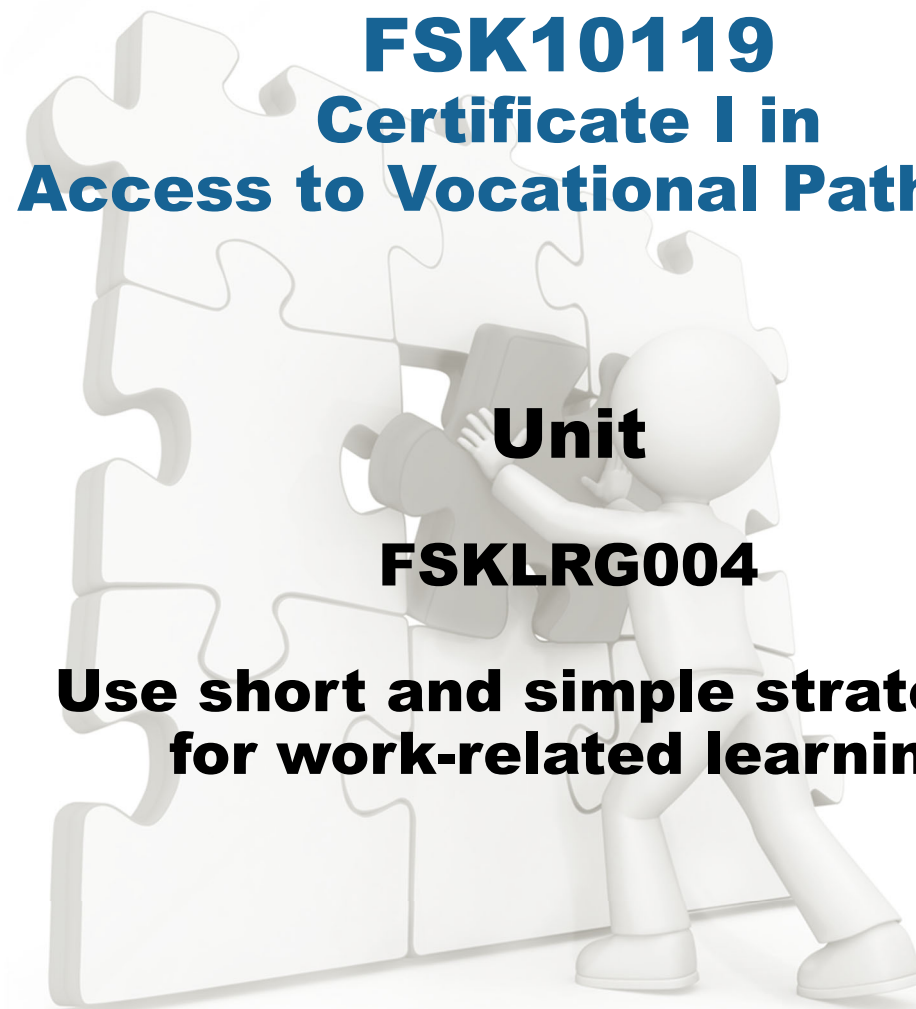 FSK10119
Certificate I in
Access to Vocational Path
Unit
FSKLRG004
Use short and simple strate
for work-related learnin